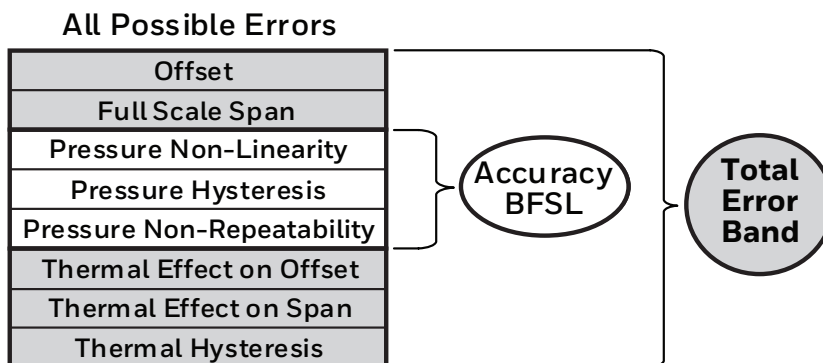 All Possible Errors
Offset
Full Scale Span
Pressure Non-Linearity
Pressure Hysteresis
Pressure Non-Repeatability
Thermal Effect on Offset
Thermal Effect on Span
Thermal Hysteresis
Accuracy
BFSL
Total
Error
Band